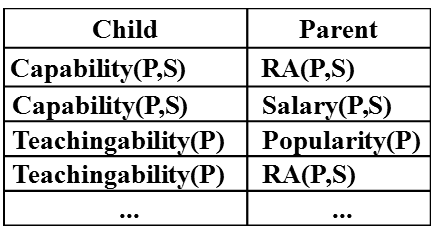 Child Parent
Capability(P,S) RA(P,S)
Capability(P,S) Salary(P,S)
Teachingability(P) Popularity(P)
Teachingability(P) RA(P,S)
... ...